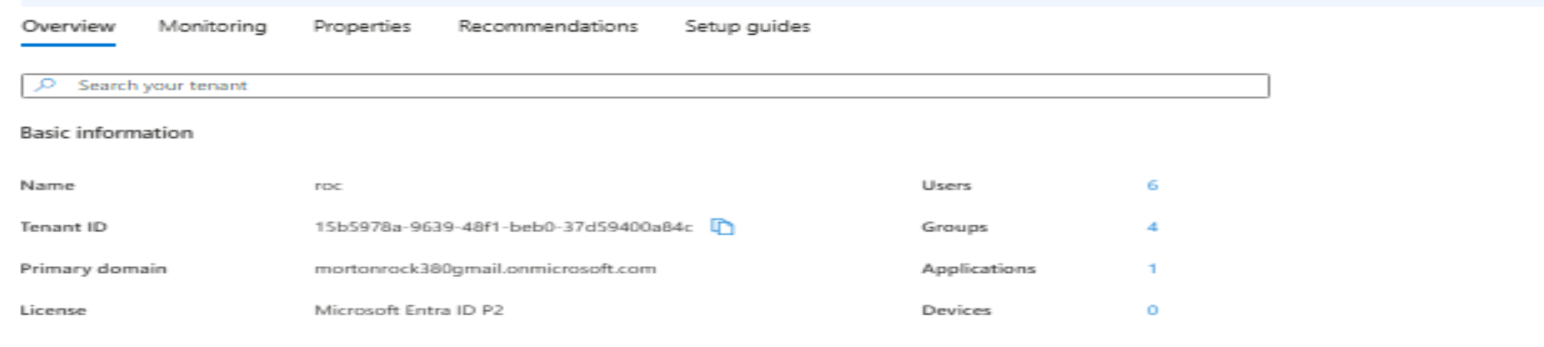 Overview Monitoring Properties Recommendations Setup guides
Search your tenant
Basic information
Name roc Users 6
Tenant ID 15b5978a-9639-48f1-beb0-37d59400a84c Groups 4
Primary domain mortonrock380gmail.onmicrosoft.com Applications 1
License Microsoft Entra ID P2 Devices 0